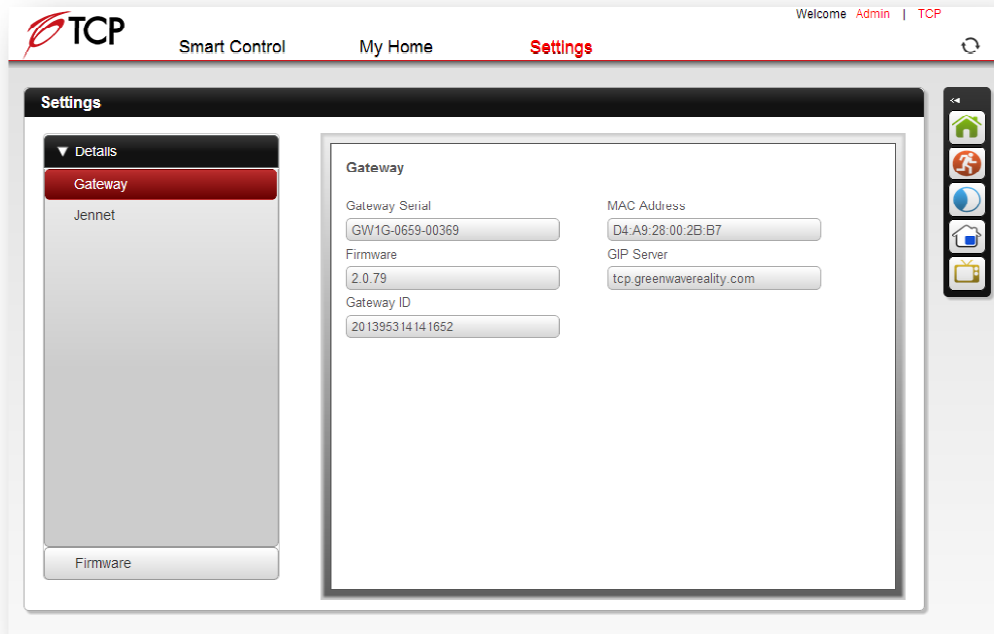 Welcome Admin | TCP
TCP
Smart Control My Home Settings
Settings
▼ Details
Gateway
Jennet
Firmware
Gateway
Gateway Serial MAC Address
GW1G-0659-00369 D4:A9:28:00:2B:B7
Firmware GIP Server
2.0.79 tcp.greenwavereality.com
Gateway ID
201395314141652